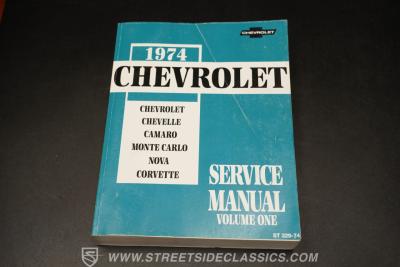 CHEVROLET
1974
CHEVROLET
CHEVROLET
CHEVELLE
CAMARO
MONTE CARLO
NOVA
CORVETTE
SERVICE
MANUAL
VOLUME ONE
ST 329-74
WWW.STREETSIDECLASSICS.COM